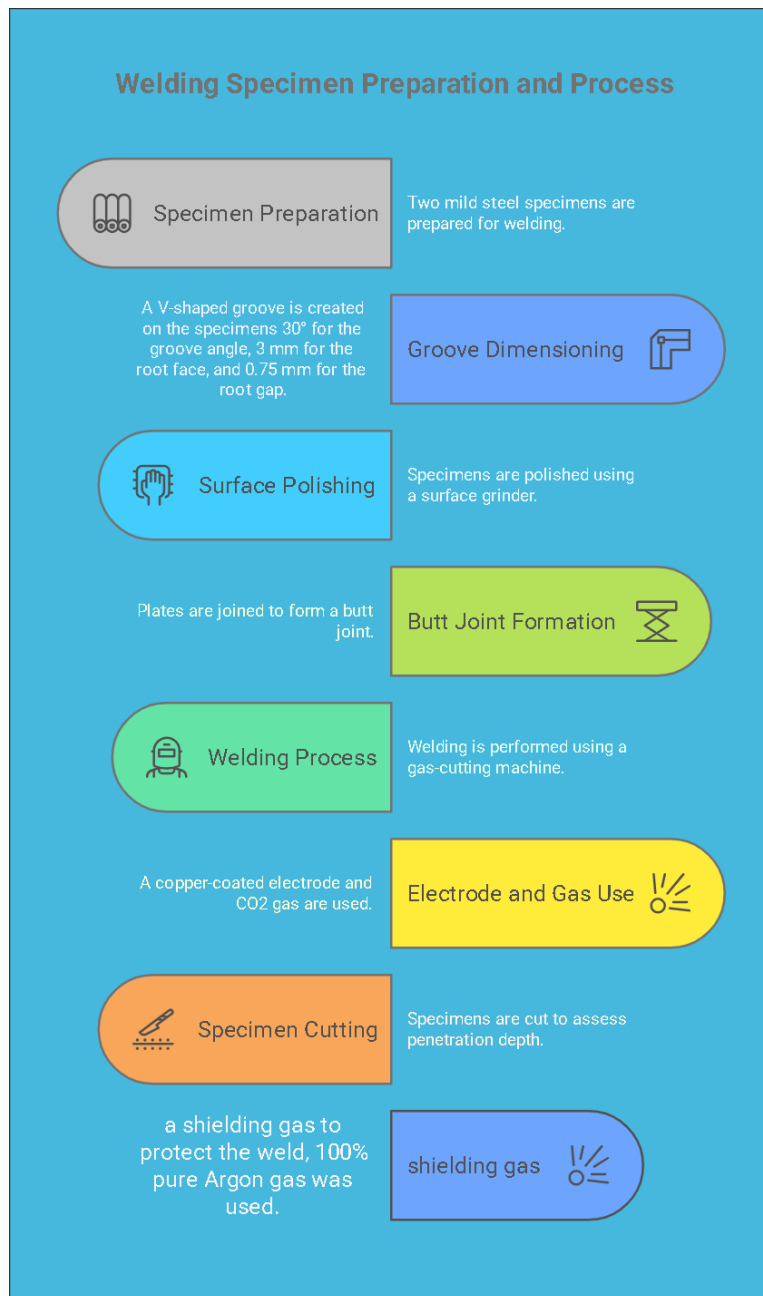 Welding Specimen Preparation and Process
Specimen Preparation
Two mild steel specimens are
prepared for welding.
A V-shaped groove is created
on the specimens 30° for the
groove angle, 3 mm for the
root face, and 0.75 mm for the
root gap.
Groove Dimensioning
Surface Polishing
Specimens are polished using
a surface grinder.
Plates are joined to form a butt
joint.
Butt Joint Formation
Welding Process
Welding is performed using a
gas-cutting machine.
A copper-coated electrode and
CO2 gas are used.
Electrode and Gas Use
Specimen Cutting
Specimens are cut to assess
penetration depth.
a shielding gas to
protect the weld, 100%
pure Argon gas was
used.
shielding gas